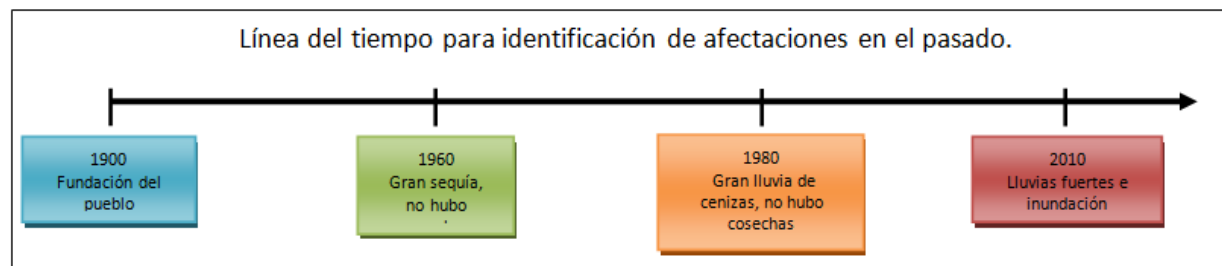 Línea del tiempo para identificación de afectaciones en el pasado.
1900
Fundación del
pueblo
1960
Gran sequía,
no hubo
1980
Gran lluvia de
cenizas, no hubo
cosechas
2010
Lluvias fuertes e
inundación